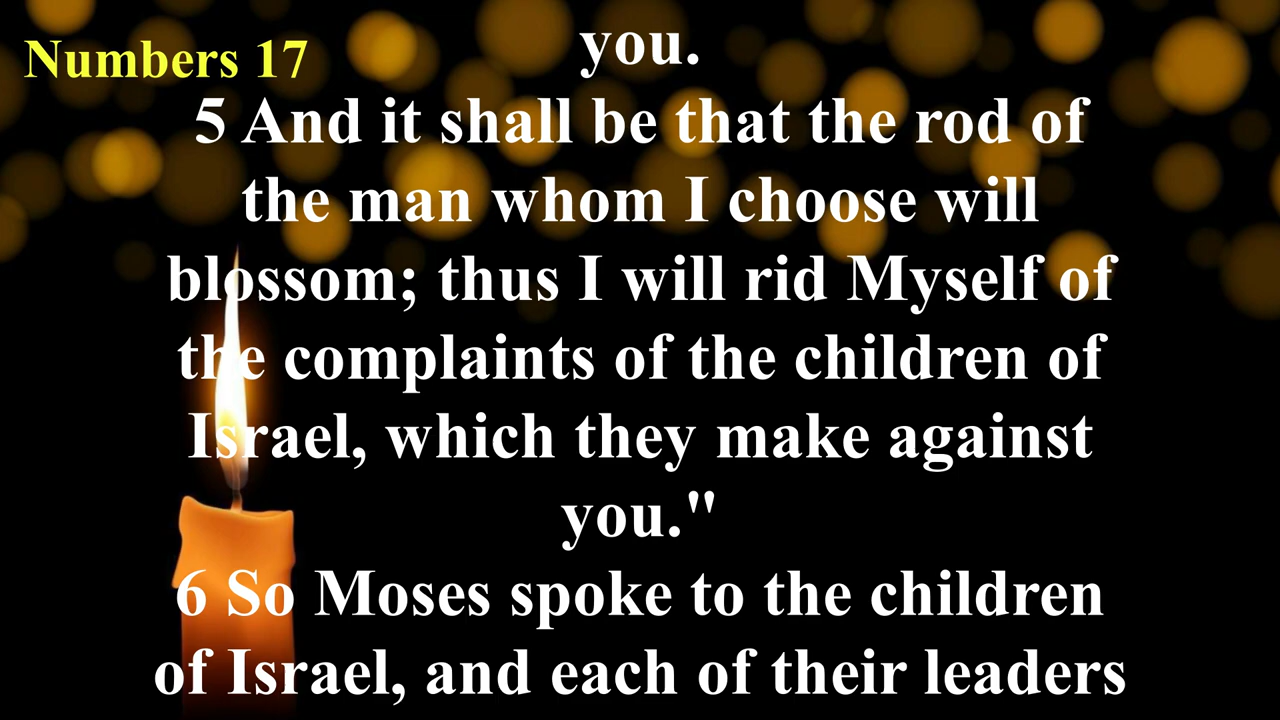 Numbers 17
you.
5 And it shall be that the rod of
the man whom I choose will
blossom; thus I will rid Myself of
the complaints of the children of
Israel, which they make against
you."
6 So Moses spoke to the children
of Israel, and each of their leaders